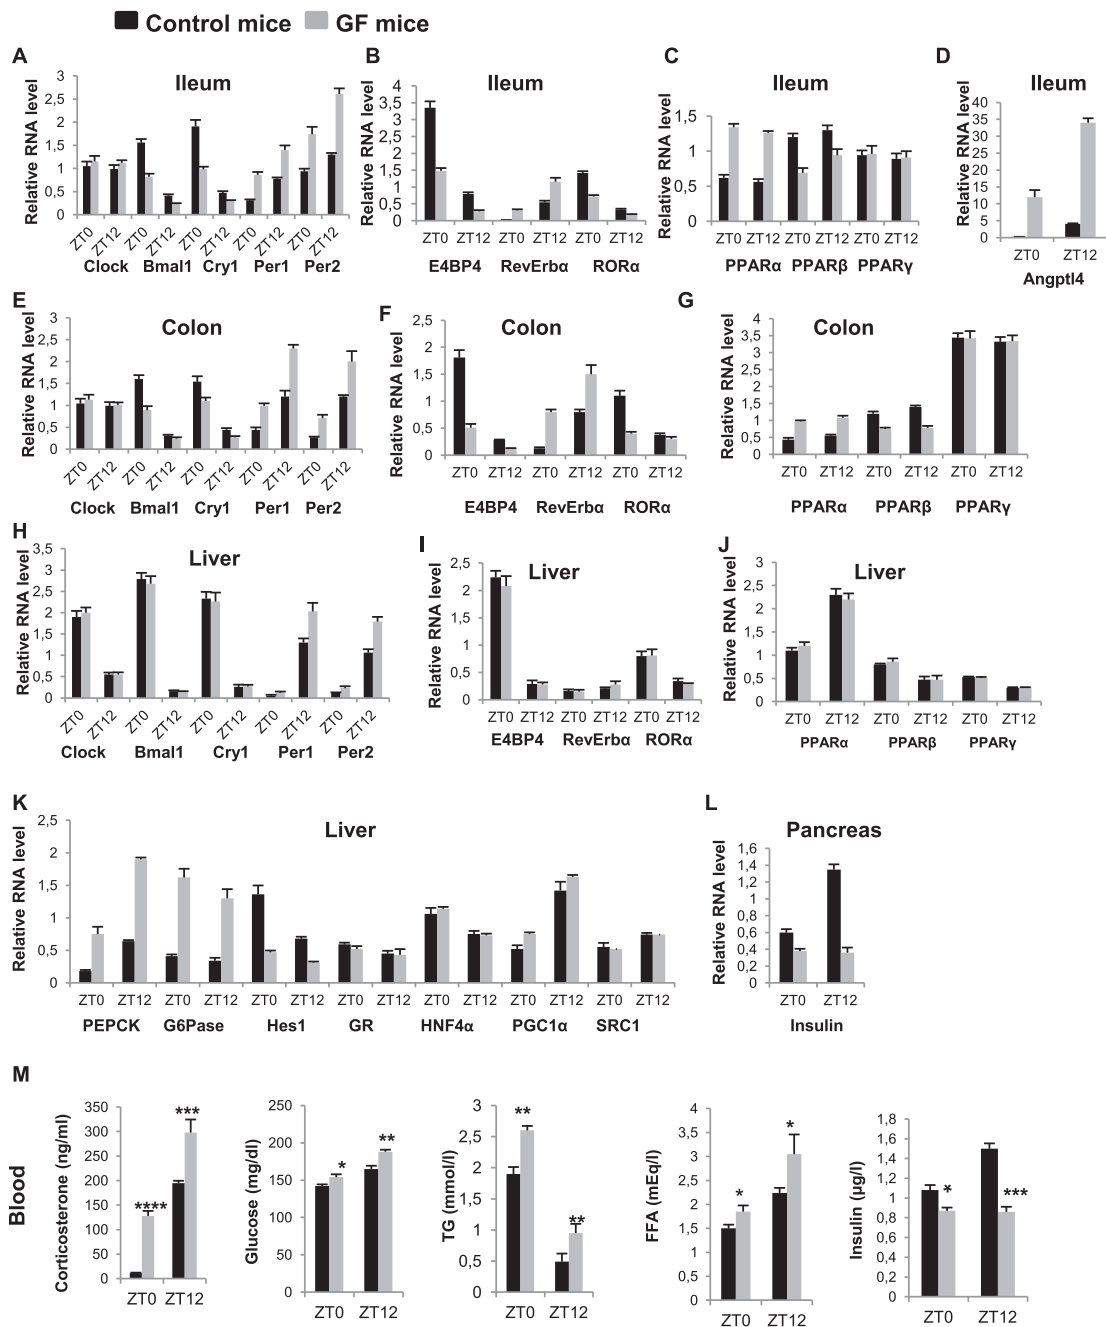 Control mice GF mice
A Ileum
Relative RNA level
3
2,5
2
1,5
1
0,5
0
ZT0 ZT12 ZT0 ZT12 ZT0 ZT12 ZT0 ZT12 ZT0 ZT12
Clock Bmal1 Cry1 Per1 Per2
B Ileum
Relative RNA level
4
3,5
3
2,5
2
1,5
1
0,5
0
ZT0 ZT12 ZT0 ZT12 ZT0 ZT12
E4BP4 RevErbα RORα
C Ileum
Relative RNA level
1,5
1
0,5
0
ZT0 ZT12 ZT0 ZT12 ZT0 ZT12
PPARα PPARβ PPARγ
D Ileum
Relative RNA level
40
35
30
25
20
15
10
5
0
ZT0 ZT12
Angptl4
E Colon
Relative RNA level
3
2,5
2
1,5
1
0,5
0
ZT0 ZT12 ZT0 ZT12 ZT0 ZT12 ZT0 ZT12 ZT0 ZT12
Clock Bmal1 Cry1 Per1 Per2
F Colon
Relative RNA level
2,5
2
1,5
1
0,5
0
ZT0 ZT12 ZT0 ZT12 ZT0 ZT12
E4BP4 RevErbα RORα
G Colon
Relative RNA level
4
3,5
3
2,5
2
1,5
1
0,5
0
ZT0 ZT12 ZT0 ZT12 ZT0 ZT12
PPARα PPARβ PPARγ
H Liver
Relative RNA level
3,5
3
2,5
2
1,5
1
0,5
0
ZT0 ZT12 ZT0 ZT12 ZT0 ZT12 ZT0 ZT12 ZT0 ZT12
Clock Bmal1 Cry1 Per1 Per2
I Liver
Relative RNA level
2,5
2
1,5
1
0,5
0
ZT0 ZT12 ZT0 ZT12 ZT0 ZT12
E4BP4 RevErbα RORα
J Liver
Relative RNA level
3
2,5
2
1,5
1
0,5
0
ZT0 ZT12 ZT0 ZT12 ZT0 ZT12
PPARα PPARβ PPARγ
K Liver
Relative RNA level
2,5
2
1,5
1
0,5
0
ZT0 ZT12 ZT0 ZT12 ZT0 ZT12 ZT0 ZT12 ZT0 ZT12 ZT0 ZT12 ZT0 ZT12
PEPCK G6Pase Hes1 GR HNF4α PGC1α SRC1
L Pancreas
Relative RNA level
1,6
1,4
1,2
1
0,8
0,6
0,4
0,2
0
ZT0 ZT12
Insulin
M
Blood
Corticosterone (ng/ml)
350
300
250
200
150
100
50
0
**** ***
ZT0 ZT12
Glucose (mg/dl)
250
200
150
100
50
0
* **
ZT0 ZT12
TG (mmol/l)
3
2,5
2
1,5
1
0,5
0
** **
ZT0 ZT12
FFA (mEq/l)
4
3,5
3
2,5
2
1,5
1
0,5
0
* *
ZT0 ZT12
Insulin (µg/l)
1,8
1,6
1,4
1,2
1
0,8
0,6
0,4
0,2
0
* ***
ZT0 ZT12